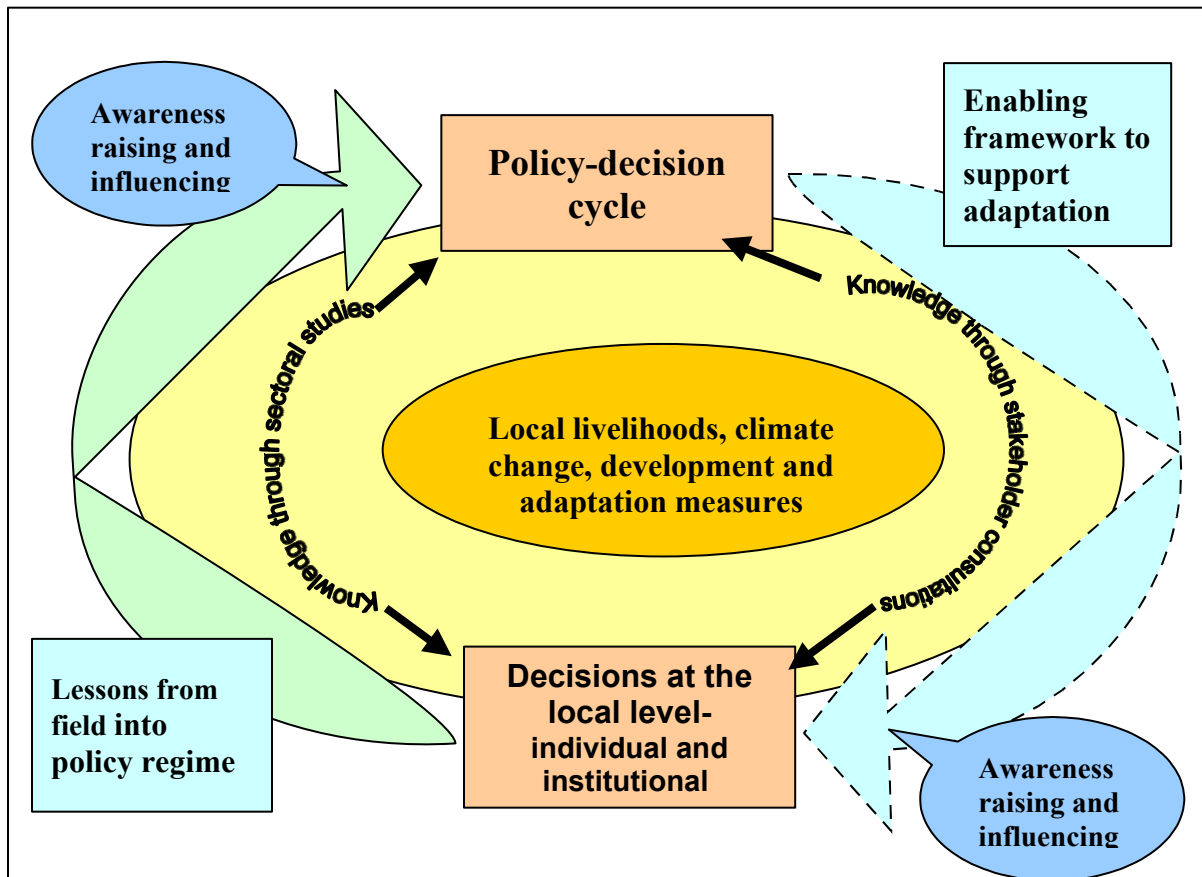 Awareness
raising and
influencing
Policy-decision
cycle
Enabling
framework to
support
adaptation
Knowledge through sectoral studies
Knowledge through stakeholder consultations
Local livelihoods, climate
change, development and
adaptation measures
Lessons from
field into
policy regime
Decisions at the
local level-
individual and
institutional
Awareness
raising and
influencing